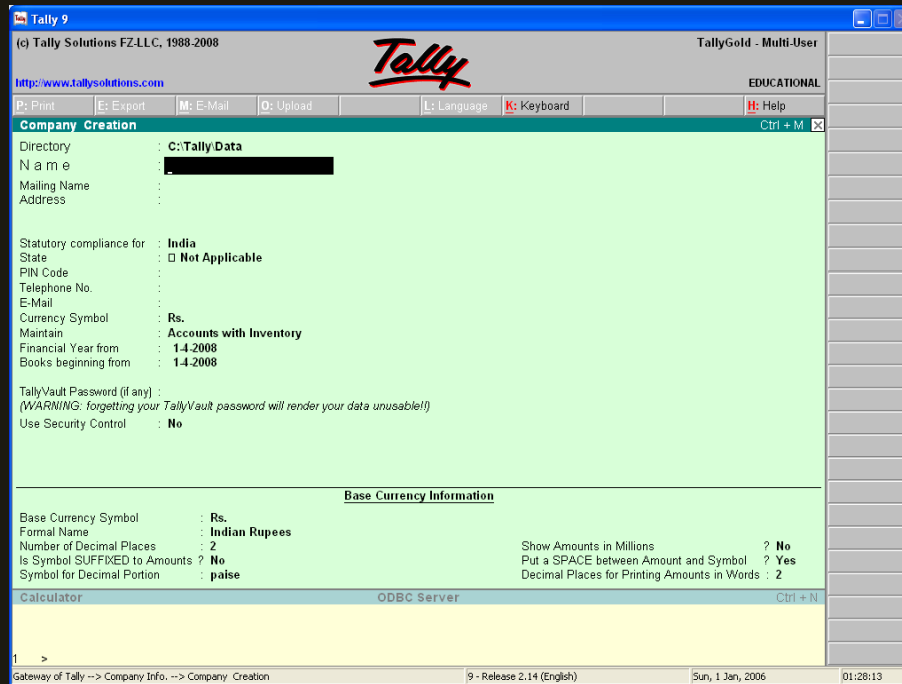 Tally 9
(c) Tally Solutions FZ-LLC, 1988-2008
Tally
TallyGold - Multi-User
http://www.tallysolutions.com
EDUCATIONAL
P: Print E: Export M: E-Mail O: Upload L: Language K: Keyboard H: Help
Company Creation Ctrl + M
Directory : C:\Tally\Data
Name :
Mailing Name :
Address :
Statutory compliance for : India
State : Not Applicable
PIN Code :
Telephone No. :
E-Mail :
Currency Symbol : Rs.
Maintain : Accounts with Inventory
Financial Year from : 1-4-2008
Books beginning from : 1-4-2008
TallyVault Password (if any) :
(WARNING: forgetting your TallyVault password will render your data unusable!!)
Use Security Control : No
Base Currency Information
Base Currency Symbol : Rs.
Formal Name : Indian Rupees
Number of Decimal Places : 2 Show Amounts in Millions ? No
Is Symbol SUFFIXED to Amounts ? No Put a SPACE between Amount and Symbol ? Yes
Symbol for Decimal Portion : paise Decimal Places for Printing Amounts in Words : 2
Calculator ODBC Server Ctrl + N
1 >
Gateway of Tally --> Company Info. --> Company Creation 9 - Release 2.14 (English) Sun, 1 Jan, 2006 01:28:13